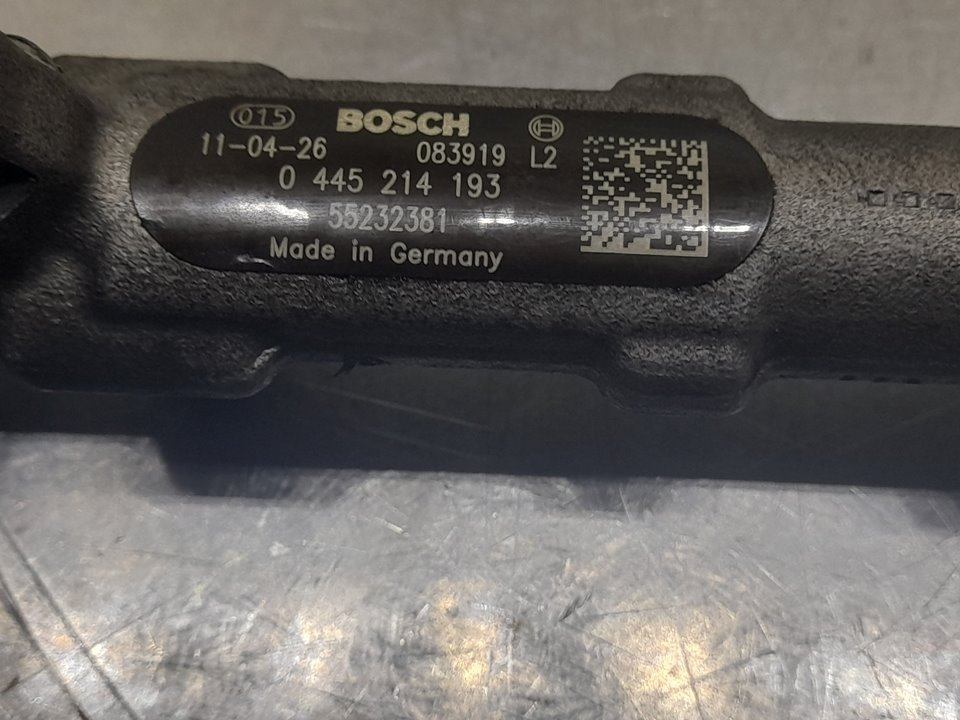 015 BOSCH
11-04-26 083919 L2
0 445 214 193
55232381
Made in Germany